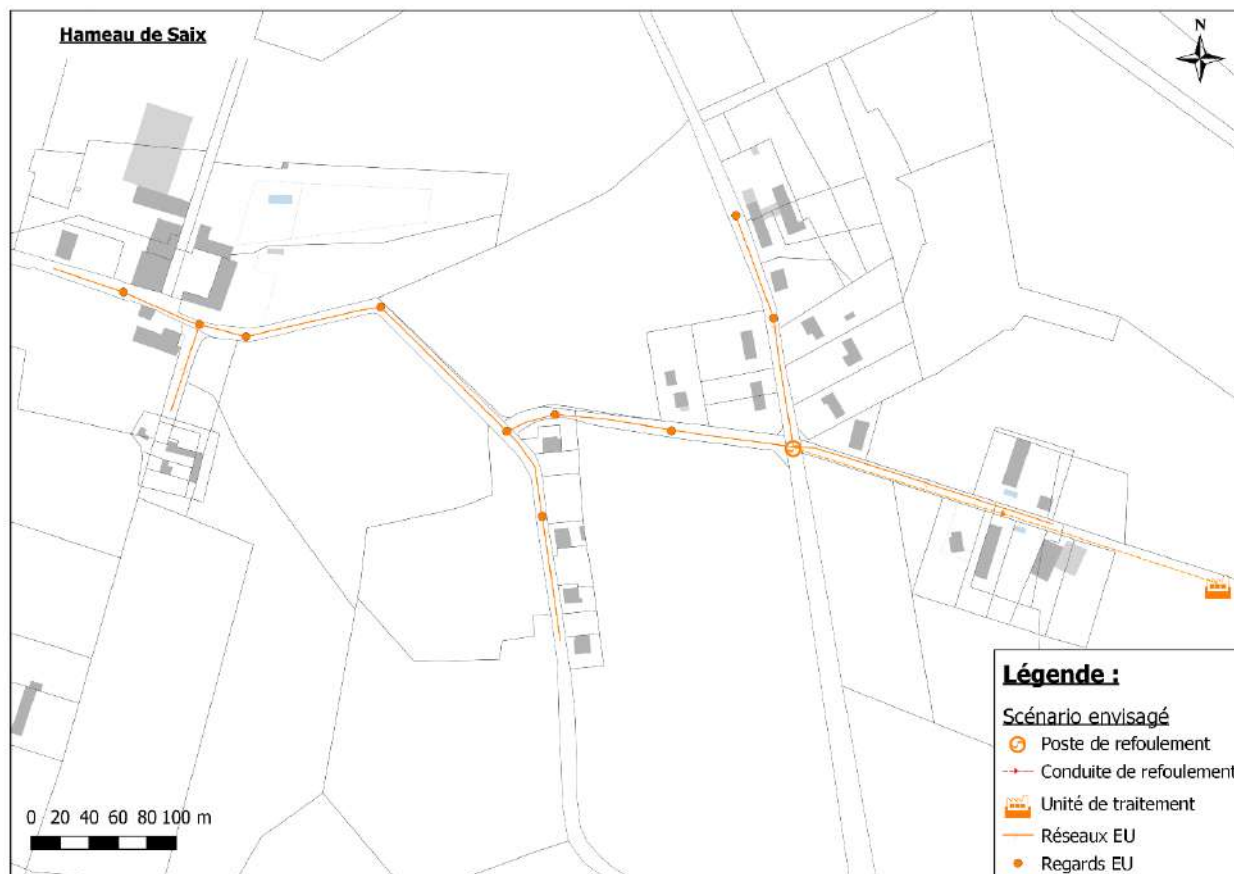 Hameau de Saix
N
Légende :
Scénario envisagé
Poste de refoulement
Conduite de refoulement
Unité de traitement
Réseaux EU
Regards EU
0 20 40 60 80 100 m